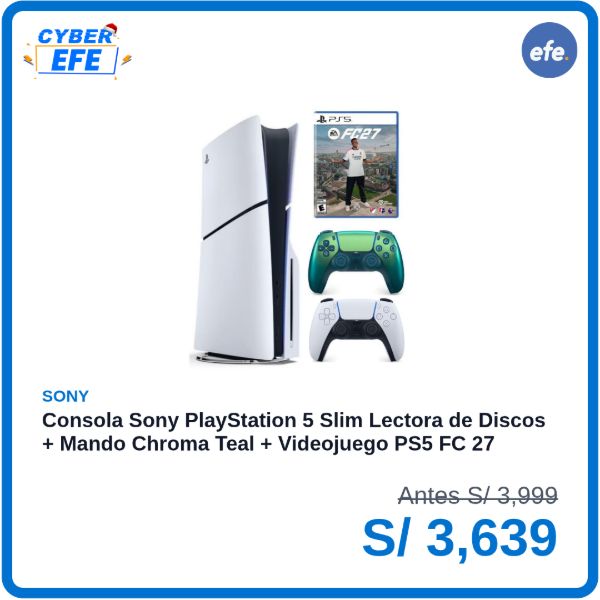 CYBER
EFE
efe.
PS5
EA FC27
SONY
Consola Sony PlayStation 5 Slim Lectora de Discos
+ Mando Chroma Teal + Videojuego PS5 FC 27
Antes S/ 3,999
S/ 3,639